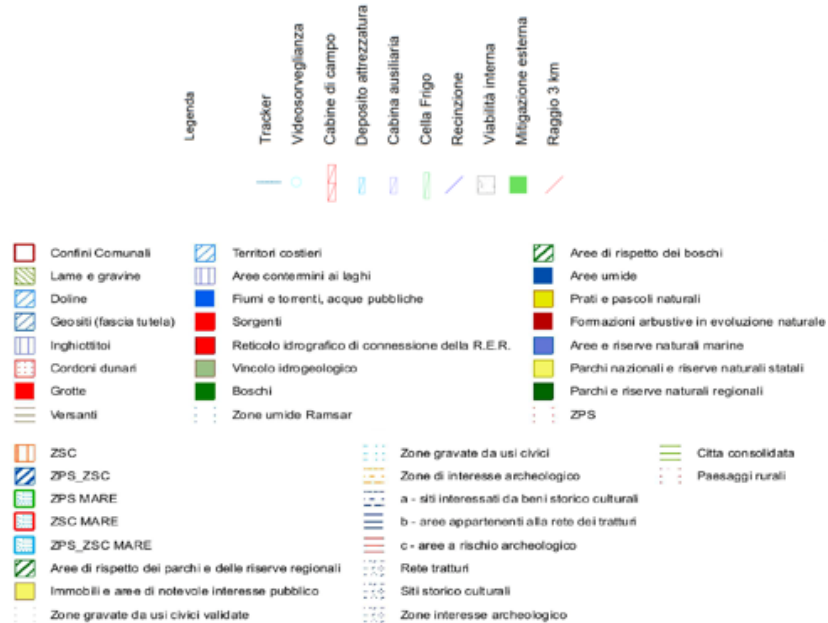 Legenda
Tracker
Videosorveglianza
Cabine di campo
Deposito attrezzatura
Cabina ausiliaria
Cella Frigo
Recinzione
Viabilità interna
Mitigazione esterna
Raggio 3 km
Confini Comunali
Lame e gravine
Doline
Geositi (fascia tutela)
Inghiottitoi
Cordoni dunari
Grotte
Versanti
Territori costieri
Aree contermini ai laghi
Fiumi e torrenti, acque pubbliche
Sorgenti
Reticolo idrografico di connessione della R.E.R.
Vincolo idrogeologico
Boschi
Zone umide Ramsar
Aree di rispetto dei boschi
Aree umide
Prati e pascoli naturali
Formazioni arbustive in evoluzione naturale
Aree e riserve naturali marine
Parchi nazionali e riserve naturali statali
Parchi e riserve naturali regionali
ZPS
ZSC
ZPS_ZSC
ZPS MARE
ZSC MARE
ZPS_ZSC MARE
Aree di rispetto dei parchi e delle riserve regionali
Immobili e aree di notevole interesse pubblico
Zone gravate da usi civici validate
Zone gravate da usi civici
Zone di interesse archeologico
a - siti interessati da beni storico culturali
b - aree appartenenti alla rete dei tratturi
c - aree a rischio archeologico
Rete tratturi
Siti storico culturali
Zone interesse archeologico
Citta consolidata
Paesaggi rurali